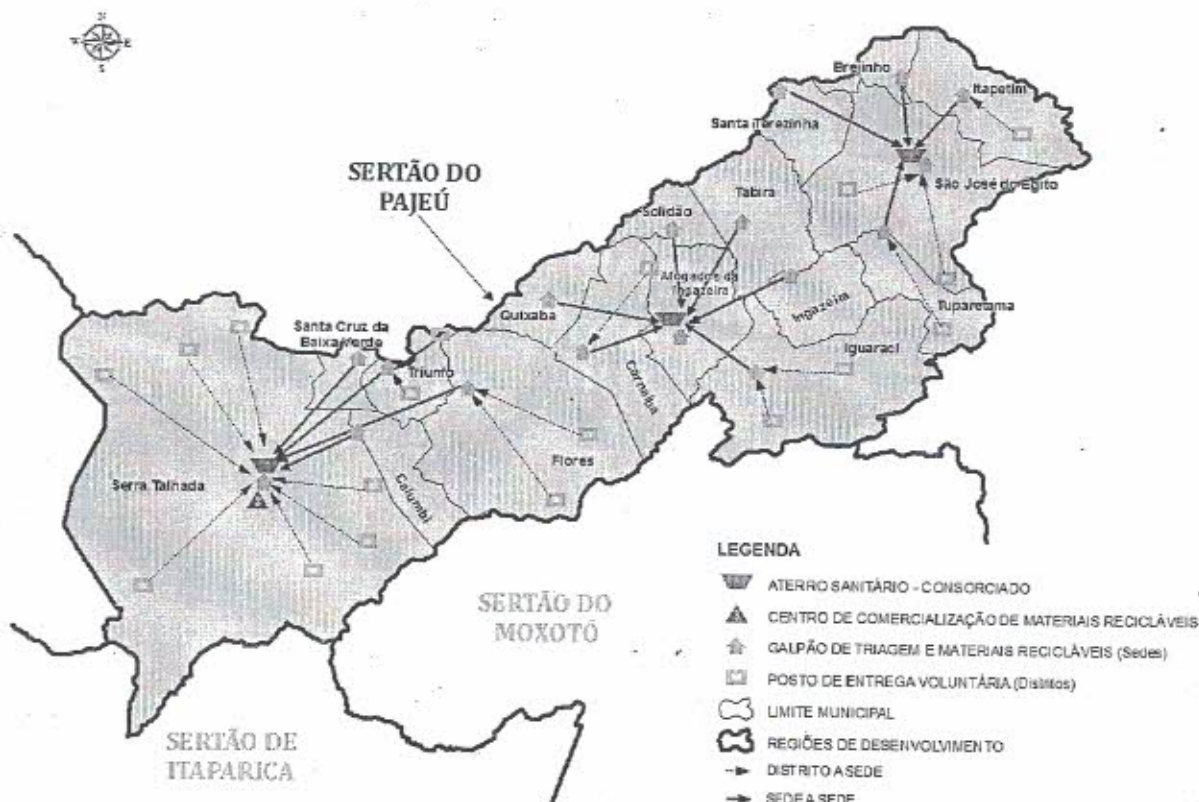 N
E
S
SERTÃO DO
PAJEÚ
Brejinho
Itapetim
Santa Terezinha
São José do Egito
Tabira
Solidão
Afogados da
Ingazeira
Quixaba
Ingazeira
Tuparetama
Iguaraci
Carnaíba
Santa Cruz da
Baixa Verde
Triunfo
Flores
Calumbi
Serra Talhada
SERTÃO DO
MOXOTÓ
SERTÃO DE
ITAPARICA
LEGENDA
ATERRO SANITÁRIO - CONSORCIADO
CENTRO DE COMERCIALIZAÇÃO DE MATERIAIS RECICLÁVEIS
GALPÃO DE TRIAGEM E MATERIAIS RECICLÁVEIS (Sedes)
POSTO DE ENTREGA VOLUNTÁRIA (Distritos)
LIMITE MUNICIPAL
REGIÕES DE DESENVOLVIMENTO
DISTRITO A SEDE
SEDE A SEDE